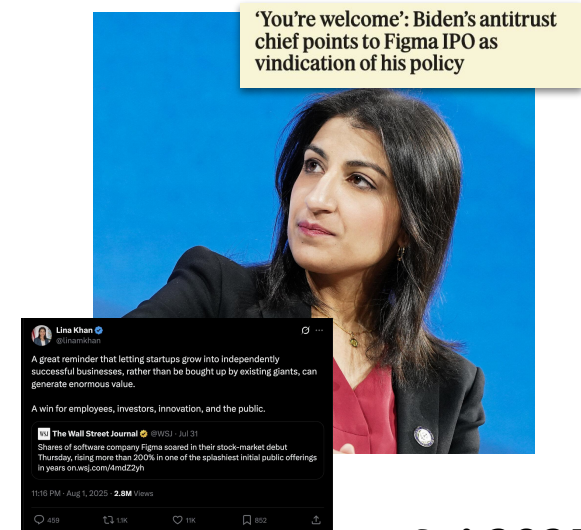 ‘You’re welcome’: Biden’s antitrust
chief points to Figma IPO as
vindication of his policy
Lina Khan
@linamkhan
A great reminder that letting startups grow into independently
successful businesses, rather than be bought up by existing giants, can
generate enormous value.
A win for employees, investors, innovation, and the public.
WSJ The Wall Street Journal @WSJ · Jul 31
Shares of software company Figma soared in their stock-market debut
Thursday, rising more than 200% in one of the splashiest initial public offerings
in years on.wsj.com/4mdZ2yh
11:16 PM · Aug 1, 2025 · 2.8M Views
459 1.1K 11K 852